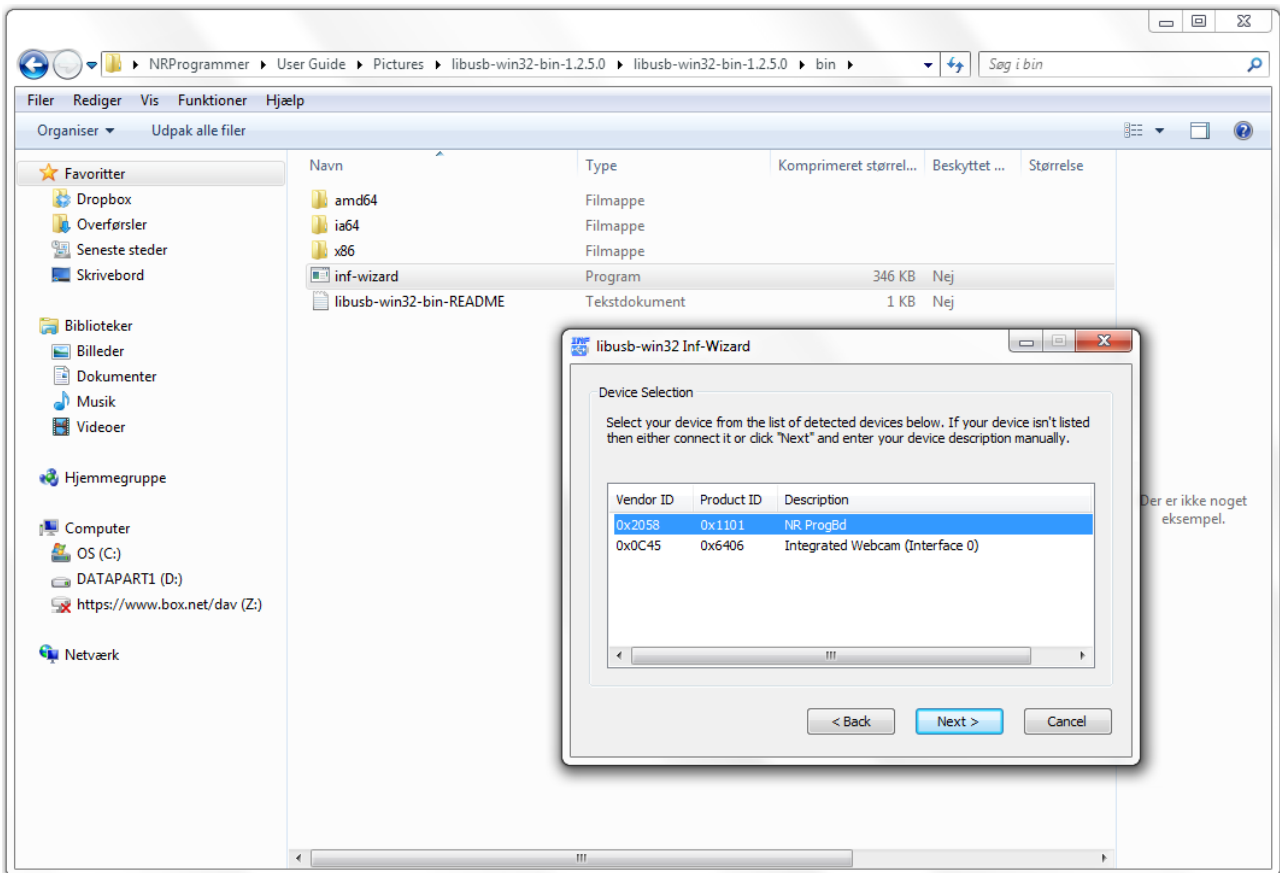 NRProgrammer ▸ User Guide ▸ Pictures ▸ libusb-win32-bin-1.2.5.0 ▸ libusb-win32-bin-1.2.5.0 ▸ bin ▸
Søg i bin
Filer Rediger Vis Funktioner Hjælp
Organiser Udpak alle filer
Favoritter
Dropbox
Overførsler
Seneste steder
Skrivebord
Biblioteker
Billeder
Dokumenter
Musik
Videoer
Hjemmegruppe
Computer
OS (C:)
DATAPART1 (D:)
https://www.box.net/dav (Z:)
Netværk
Navn Type Komprimeret størrel... Beskyttet ... Størrelse
amd64 Filmappe
ia64 Filmappe
x86 Filmappe
inf-wizard Program 346 KB Nej
libusb-win32-bin-README Tekstdokument 1 KB Nej
libusb-win32 Inf-Wizard
Device Selection
Select your device from the list of detected devices below. If your device isn't listed
then either connect it or click "Next" and enter your device description manually.
Vendor ID Product ID Description
0x2058 0x1101 NR ProgBd
0x0C45 0x6406 Integrated Webcam (Interface 0)
< Back Next > Cancel
Der er ikke noget
eksempel.